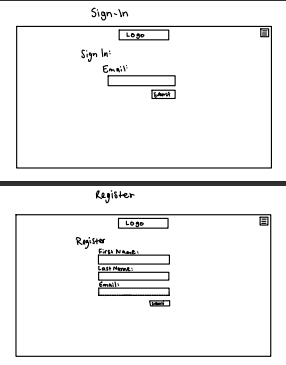 Sign-In
Logo
Sign In:
Email:
Submit
Register
Logo
Register
First Name:
Last Name:
Email:
Submit